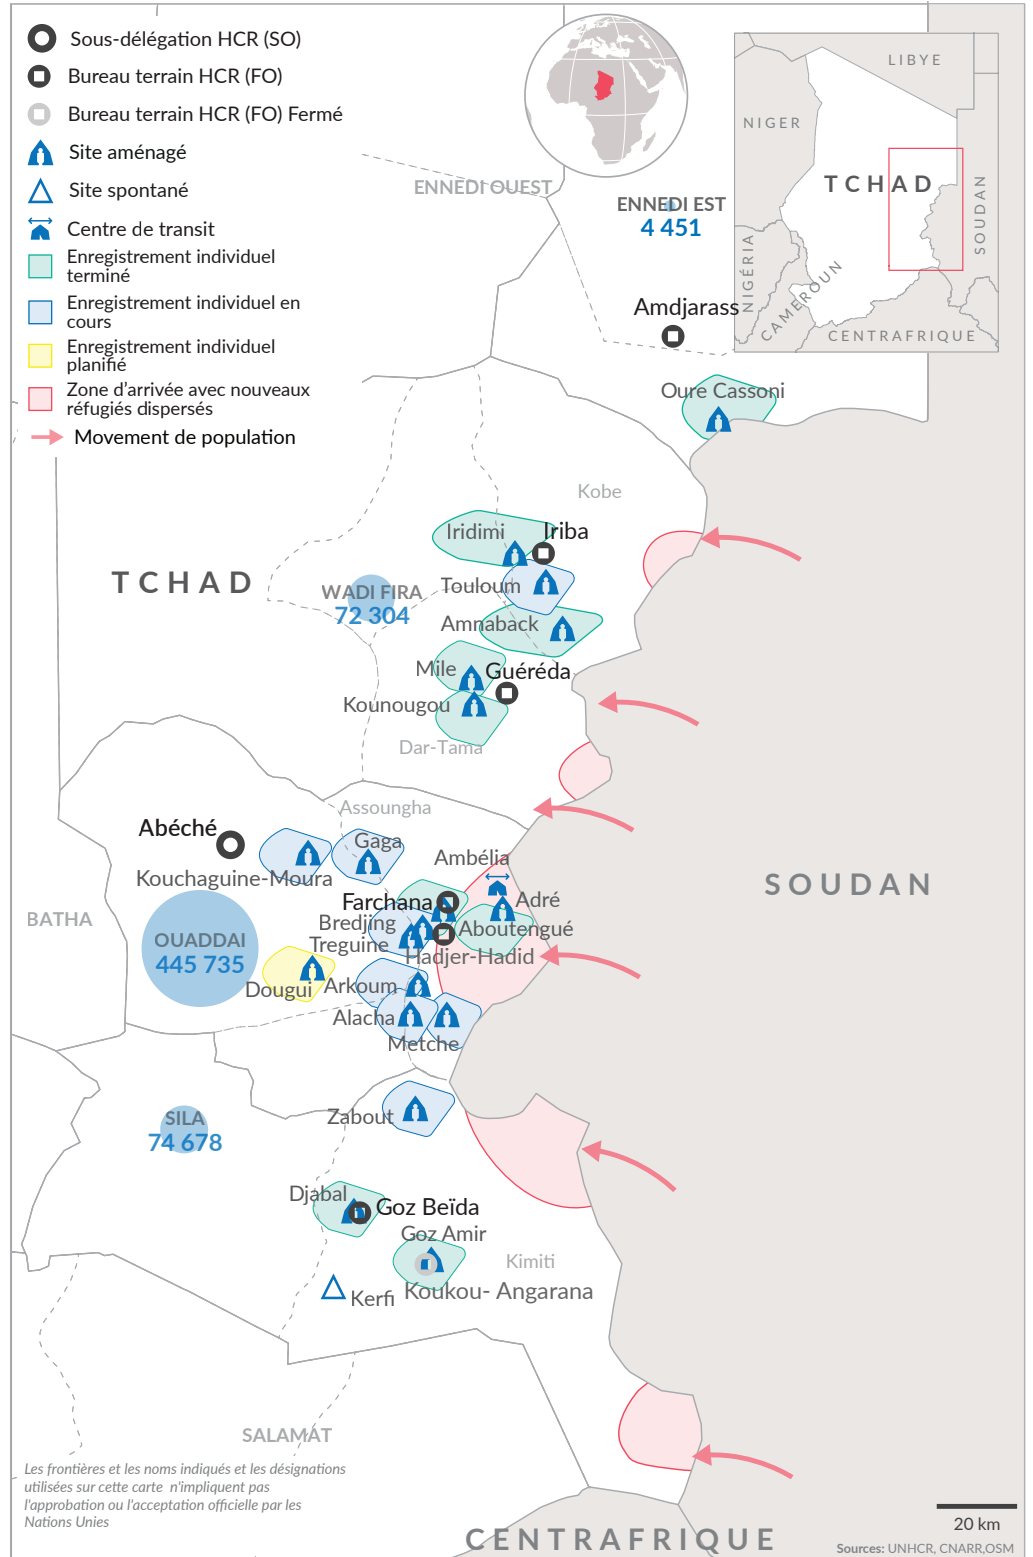 Sous-délégation HCR (SO)
Bureau terrain HCR (FO)
Bureau terrain HCR (FO) Fermé
Site aménagé
Site spontané
Centre de transit
Enregistrement individuel
terminé
Enregistrement individuel en
cours
Enregistrement individuel
planifié
Zone d'arrivée avec nouveaux
réfugiés dispersés
Movement de population
LIBYE
NIGER
TCHAD
SOUDAN
NIGÉRIA
CAMEROUN
CENTRAFRIQUE
ENNEDI OUEST
ENNEDI EST
4 451
Amdjarass
Oure Cassoni
Kobe
Iridimi
Iriba
TCHAD
WADI FIRA
72 304
Touloum
Amnaback
Mile
Guéréda
Kounougou
Dar-Tama
Assoungha
Abéché
Gaga
Ambélia
Kouchaguine-Moura
SOUDAN
Farchana
Adré
BATHA
Bredjing
Aboutengué
OUADDAI
445 735
Treguine
Hadjer-Hadid
Dougui
Arkoum
Alacha
Metche
SILA
74 678
Zabout
Djabal
Goz Beïda
Goz Amir
Kimiti
Kerfi
Koukou- Angarana
SALAMAT
Les frontières et les noms indiqués et les désignations
utilisées sur cette carte n'impliquent pas
l'approbation ou l'acceptation officielle par les
Nations Unies
CENTRAFRIQUE
20 km
Sources: UNHCR, CNARR,OSM